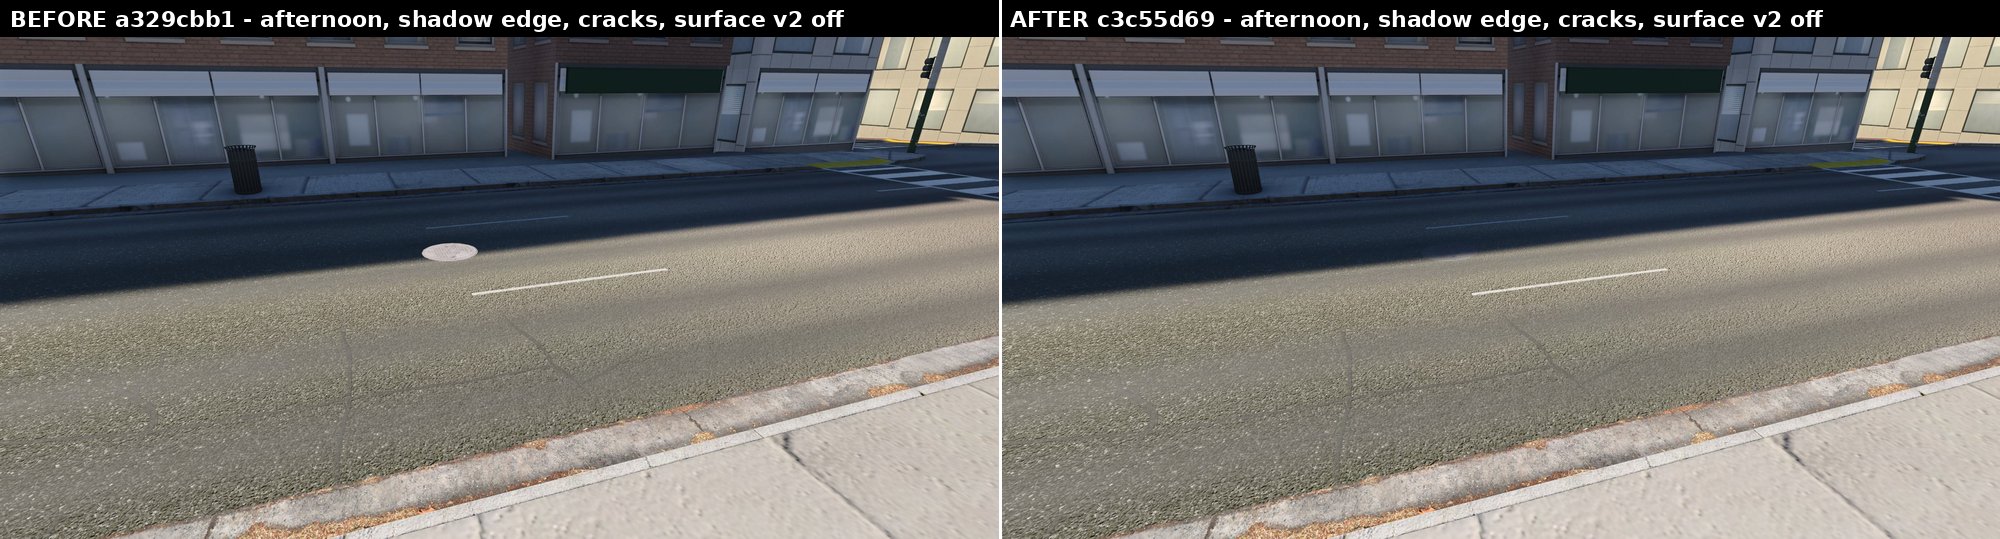 BEFORE a329cbb1 - afternoon, shadow edge, cracks, surface v2 off
AFTER c3c55d69 - afternoon, shadow edge, cracks, surface v2 off